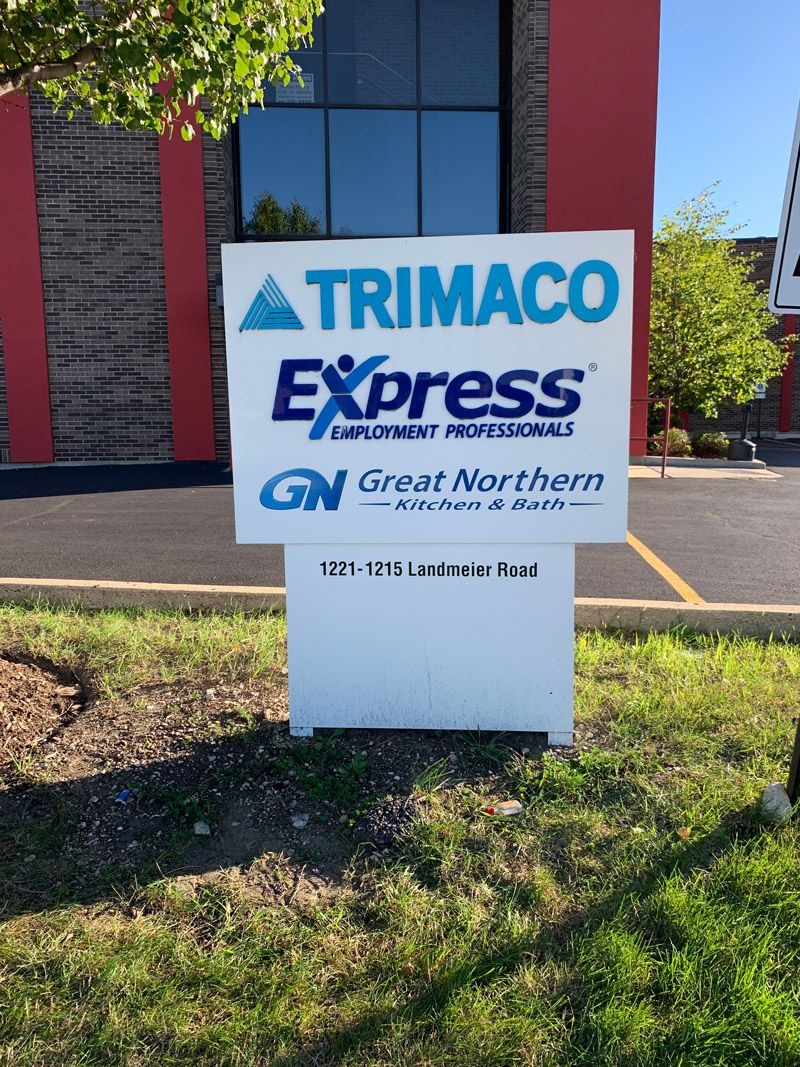 TRIMACO
Express®
EMPLOYMENT PROFESSIONALS
GN Great Northern
Kitchen & Bath
1221-1215 Landmeier Road